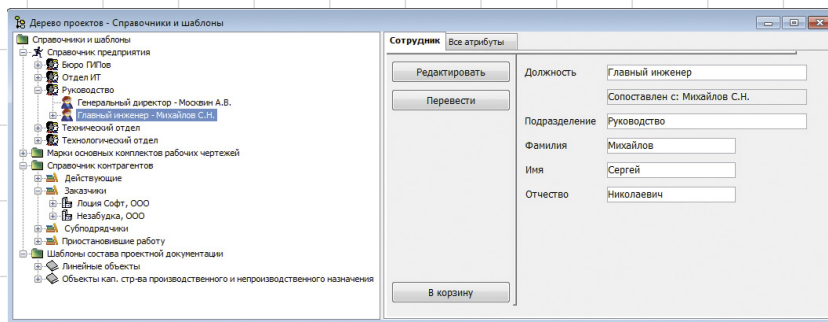 Дерево проектов - Справочники и шаблоны
Справочники и шаблоны
Справочник предприятия
Бюро ГИПов
Отдел ИТ
Руководство
Генеральный директор - Москвин А.В.
Главный инженер - Михайлов С.Н.
Технический отдел
Технологический отдел
Марки основных комплектов рабочих чертежей
Справочник контрагентов
Действующие
Заказчики
Лоция Софт, ООО
Незабудка, ООО
Субподрядчики
Приостановившие работу
Шаблоны состава проектной документации
Линейные объекты
Объекты кап. стр-ва производственного и непроизводственного назначения
Сотрудник Все атрибуты
Редактировать
Перевести
В корзину
Должность Главный инженер
Сопоставлен с: Михайлов С.Н.
Подразделение Руководство
Фамилия Михайлов
Имя Сергей
Отчество Николаевич